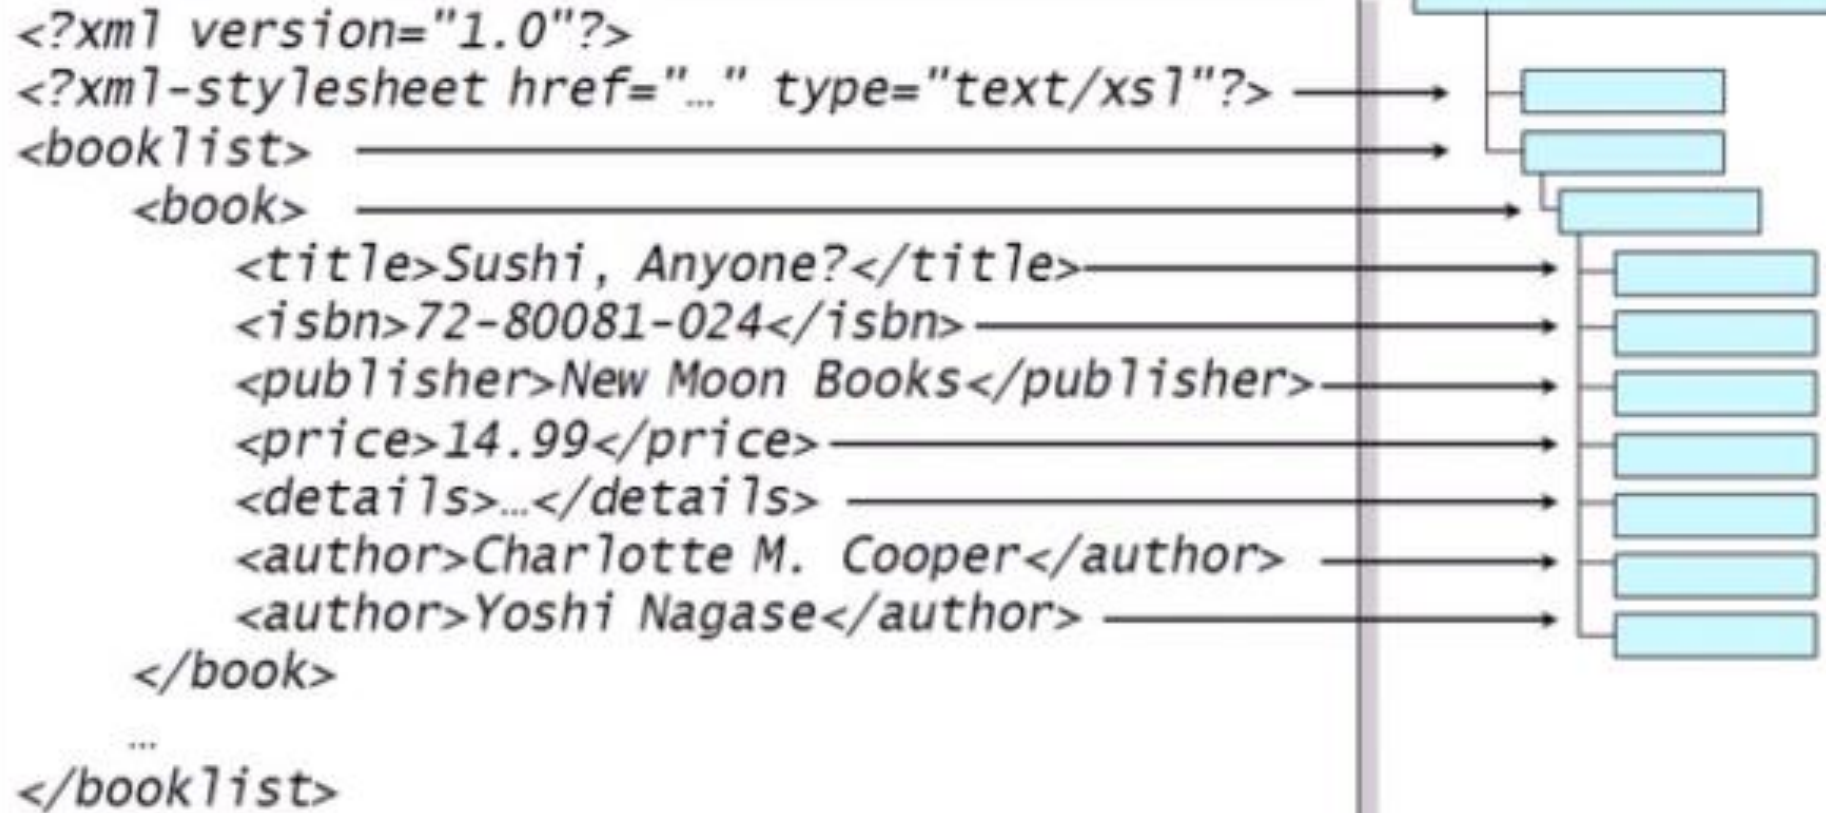 <?xml version="1.0"?>
<?xml-stylesheet href="…" type="text/xsl"?>
<booklist>
<book>
<title>Sushi, Anyone?</title>
<isbn>72-80081-024</isbn>
<publisher>New Moon Books</publisher>
<price>14.99</price>
<details>…</details>
<author>Charlotte M. Cooper</author>
<author>Yoshi Nagase</author>
</book>
…
</booklist>